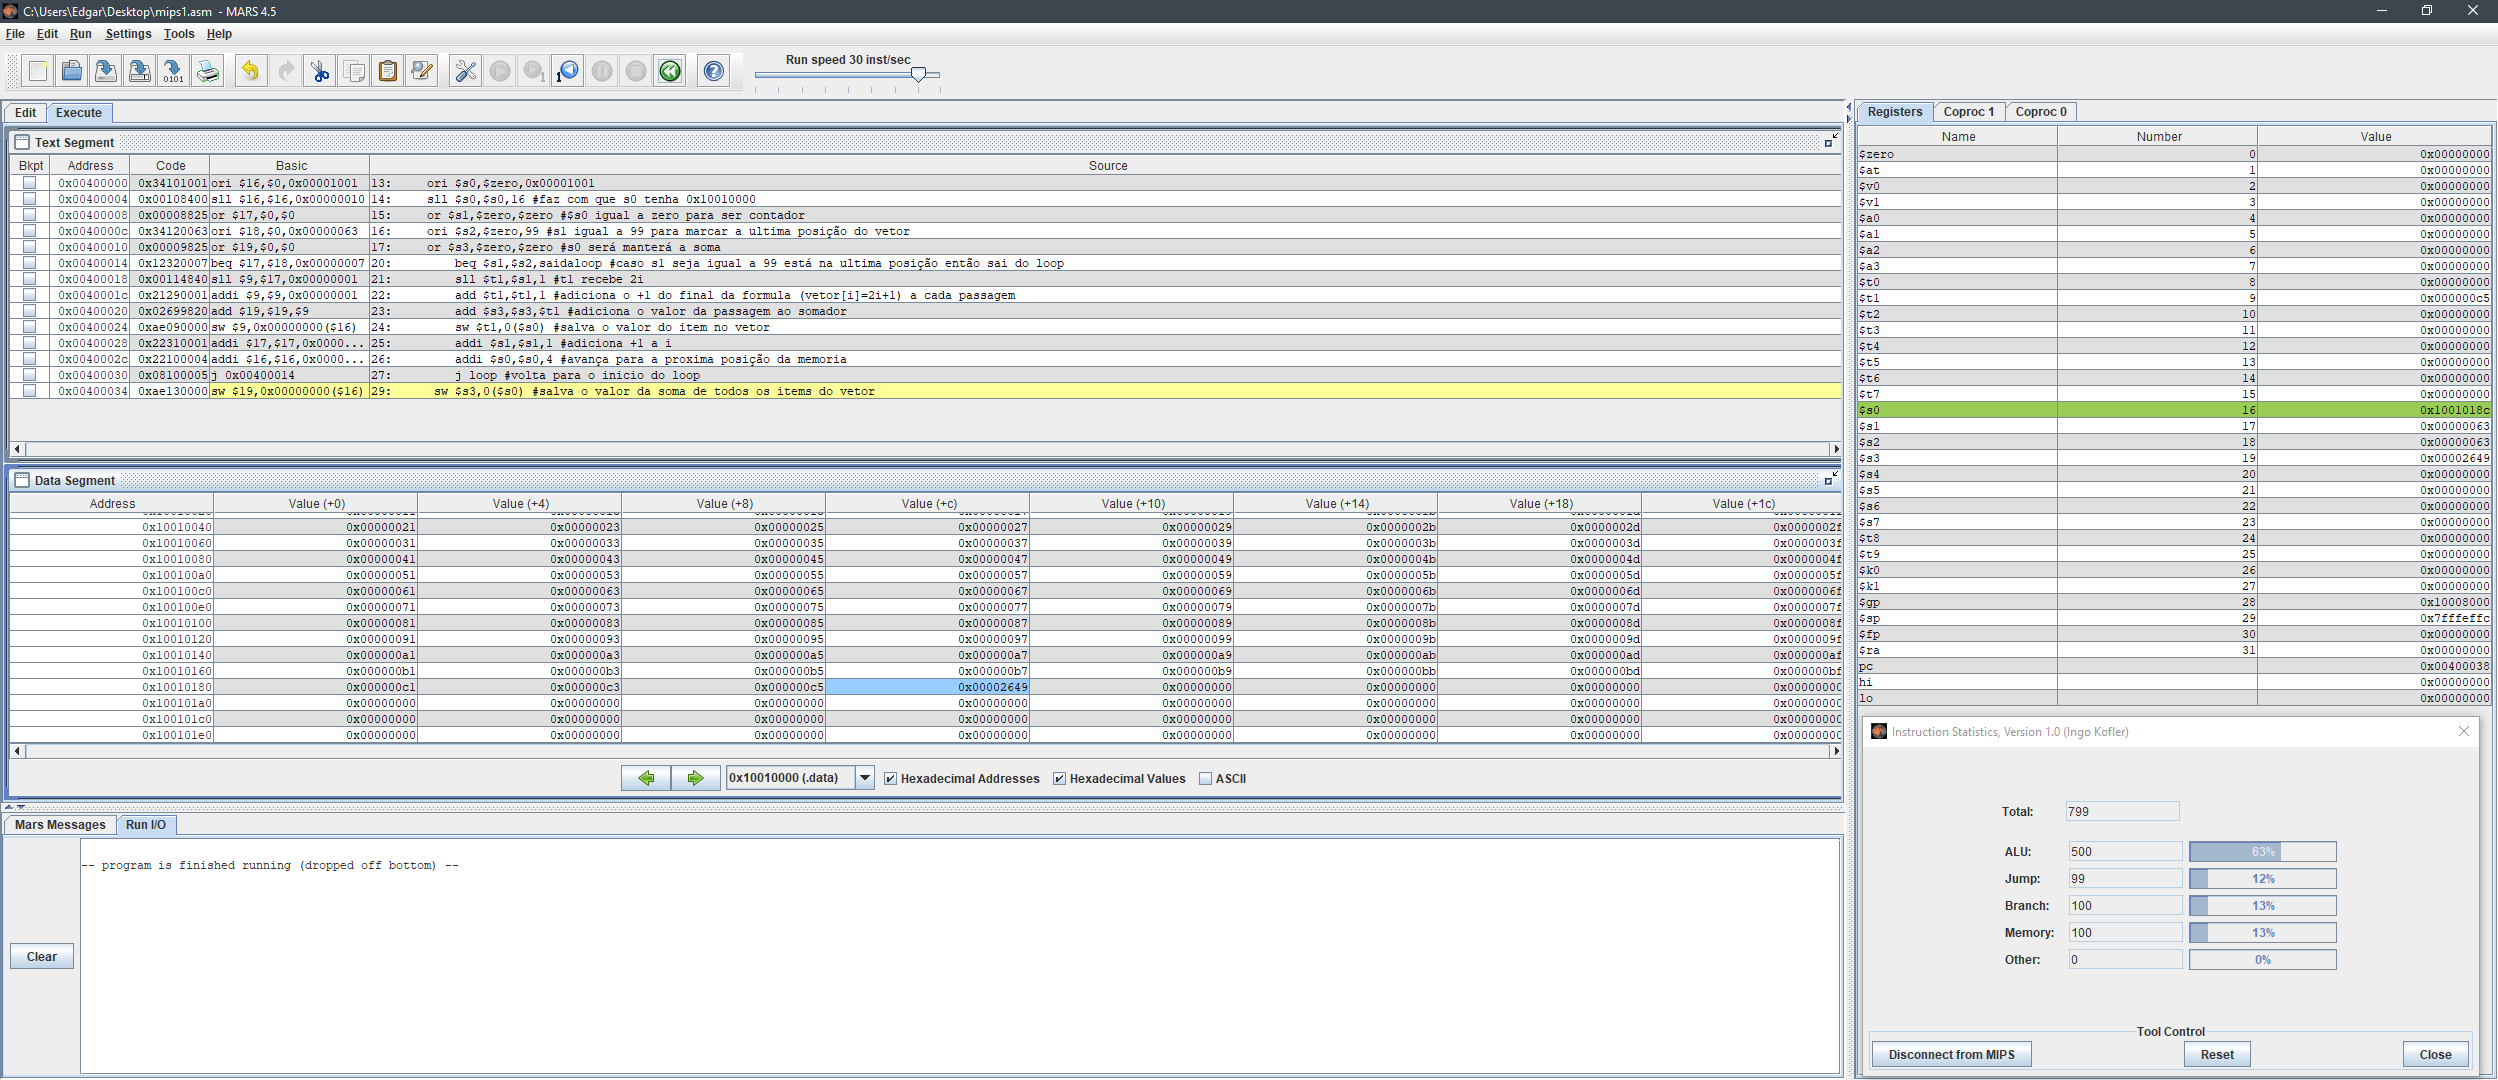 C:\Users\Edgar\Desktop\mips1.asm - MARS 4.5
File Edit Run Settings Tools Help
Run speed 30 inst/sec
Edit Execute
Text Segment
Bkpt Address Code Basic Source
0x00400000 0x34101001 ori $16,$0,0x00001001 13: ori $s0,$zero,0x00001001
0x00400004 0x00108400 sll $16,$16,0x00000010 14: sll $s0,$s0,16 #faz com que s0 tenha 0x10010000
0x00400008 0x00008825 or $17,$0,$0 15: or $s1,$zero,$zero #$s0 igual a zero para ser contador
0x0040000c 0x34120063 ori $18,$0,0x00000063 16: ori $s2,$zero,99 #s1 igual a 99 para marcar a ultima posição do vetor
0x00400010 0x00009825 or $19,$0,$0 17: or $s3,$zero,$zero #s0 será manterá a soma
0x00400014 0x12320007 beq $17,$18,0x00000007 20: beq $s1,$s2,saidaloop #caso s1 seja igual a 99 está na ultima posição então sai do loop
0x00400018 0x00114840 sll $9,$17,0x00000001 21: sll $t1,$s1,1 #t1 recebe 2i
0x0040001c 0x21290001 addi $9,$9,0x00000001 22: add $t1,$t1,1 #adiciona o +1 do final da formula (vetor[i]=2i+1) a cada passagem
0x00400020 0x02699820 add $19,$19,$9 23: add $s3,$s3,$t1 #adiciona o valor da passagem ao somador
0x00400024 0xae090000 sw $9,0x00000000($16) 24: sw $t1,0($s0) #salva o valor do item no vetor
0x00400028 0x22310001 addi $17,$17,0x0000... 25: addi $s1,$s1,1 #adiciona +1 a i
0x0040002c 0x22100004 addi $16,$16,0x0000... 26: addi $s0,$s0,4 #avança para a proxima posição da memoria
0x00400030 0x08100005 j 0x00400014 27: j loop #volta para o inicio do loop
0x00400034 0xae130000 sw $19,0x00000000($16) 29: sw $s3,0($s0) #salva o valor da soma de todos os items do vetor
Data Segment
Address Value (+0) Value (+4) Value (+8) Value (+c) Value (+10) Value (+14) Value (+18) Value (+1c)
0x10010040 0x00000021 0x00000023 0x00000025 0x00000027 0x00000029 0x0000002b 0x0000002d 0x0000002f
0x10010060 0x00000031 0x00000033 0x00000035 0x00000037 0x00000039 0x0000003b 0x0000003d 0x0000003f
0x10010080 0x00000041 0x00000043 0x00000045 0x00000047 0x00000049 0x0000004b 0x0000004d 0x0000004f
0x100100a0 0x00000051 0x00000053 0x00000055 0x00000057 0x00000059 0x0000005b 0x0000005d 0x0000005f
0x100100c0 0x00000061 0x00000063 0x00000065 0x00000067 0x00000069 0x0000006b 0x0000006d 0x0000006f
0x100100e0 0x00000071 0x00000073 0x00000075 0x00000077 0x00000079 0x0000007b 0x0000007d 0x0000007f
0x10010100 0x00000081 0x00000083 0x00000085 0x00000087 0x00000089 0x0000008b 0x0000008d 0x0000008f
0x10010120 0x00000091 0x00000093 0x00000095 0x00000097 0x00000099 0x0000009b 0x0000009d 0x0000009f
0x10010140 0x000000a1 0x000000a3 0x000000a5 0x000000a7 0x000000a9 0x000000ab 0x000000ad 0x000000af
0x10010160 0x000000b1 0x000000b3 0x000000b5 0x000000b7 0x000000b9 0x000000bb 0x000000bd 0x000000bf
0x10010180 0x000000c1 0x000000c3 0x000000c5 0x00002649 0x00000000 0x00000000 0x00000000 0x00000000
0x100101a0 0x00000000 0x00000000 0x00000000 0x00000000 0x00000000 0x00000000 0x00000000 0x00000000
0x100101c0 0x00000000 0x00000000 0x00000000 0x00000000 0x00000000 0x00000000 0x00000000 0x00000000
0x100101e0 0x00000000 0x00000000 0x00000000 0x00000000 0x00000000 0x00000000 0x00000000 0x00000000
0x10010000 (.data) Hexadecimal Addresses Hexadecimal Values ASCII
Mars Messages Run I/O
-- program is finished running (dropped off bottom) --
Clear
Registers Coproc 1 Coproc 0
Name Number Value
$zero 0 0x00000000
$at 1 0x00000000
$v0 2 0x00000000
$v1 3 0x00000000
$a0 4 0x00000000
$a1 5 0x00000000
$a2 6 0x00000000
$a3 7 0x00000000
$t0 8 0x00000000
$t1 9 0x000000c5
$t2 10 0x00000000
$t3 11 0x00000000
$t4 12 0x00000000
$t5 13 0x00000000
$t6 14 0x00000000
$t7 15 0x00000000
$s0 16 0x1001018c
$s1 17 0x00000063
$s2 18 0x00000063
$s3 19 0x00002649
$s4 20 0x00000000
$s5 21 0x00000000
$s6 22 0x00000000
$s7 23 0x00000000
$t8 24 0x00000000
$t9 25 0x00000000
$k0 26 0x00000000
$k1 27 0x00000000
$gp 28 0x10008000
$sp 29 0x7fffeffc
$fp 30 0x00000000
$ra 31 0x00000000
pc 0x00400038
hi 0x00000000
lo 0x00000000
Instruction Statistics, Version 1.0 (Ingo Kofler)
Total: 799
ALU: 500 63%
Jump: 99 12%
Branch: 100 13%
Memory: 100 13%
Other: 0 0%
Tool Control
Disconnect from MIPS Reset Close